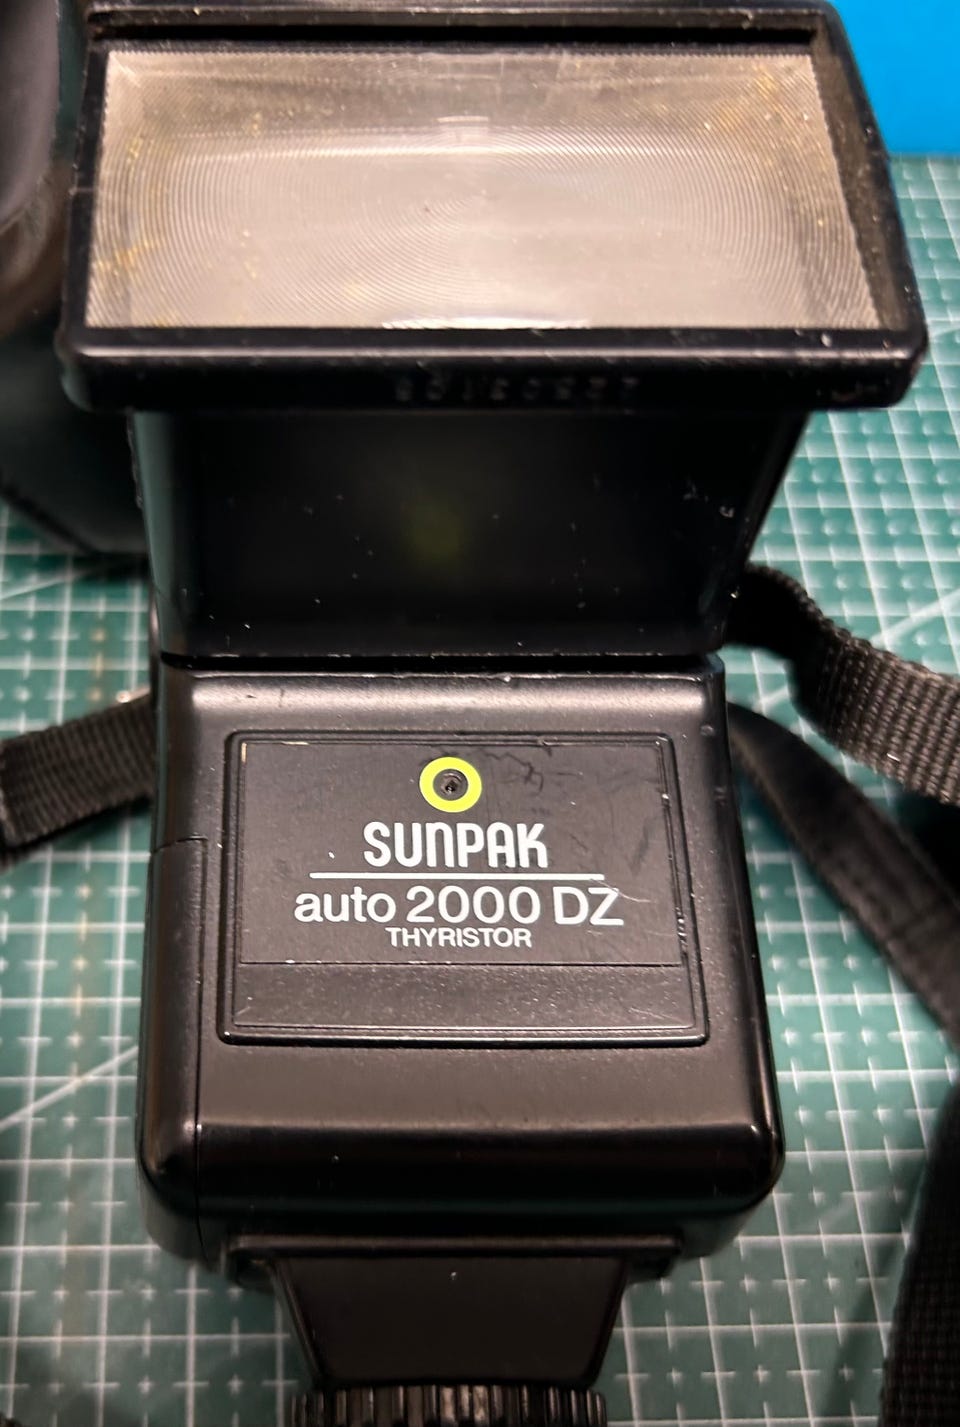 SUNPAK
auto 2000 DZ
THYRISTOR